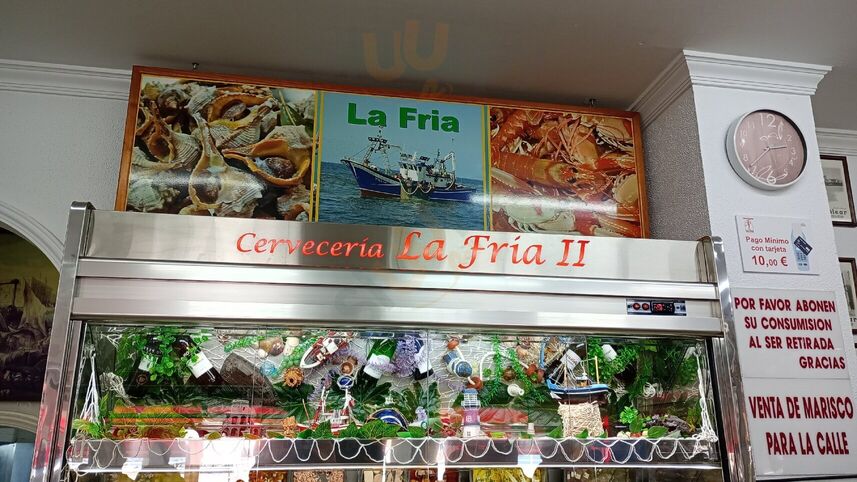 La Fria
Cervecería La Fría II
Pago Mínimo
con tarjeta
10,00 €
POR FAVOR ABONEN
SU CONSUMISION
AL SER RETIRADA
GRACIAS
VENTA DE MARISCO
PARA LA CALLE